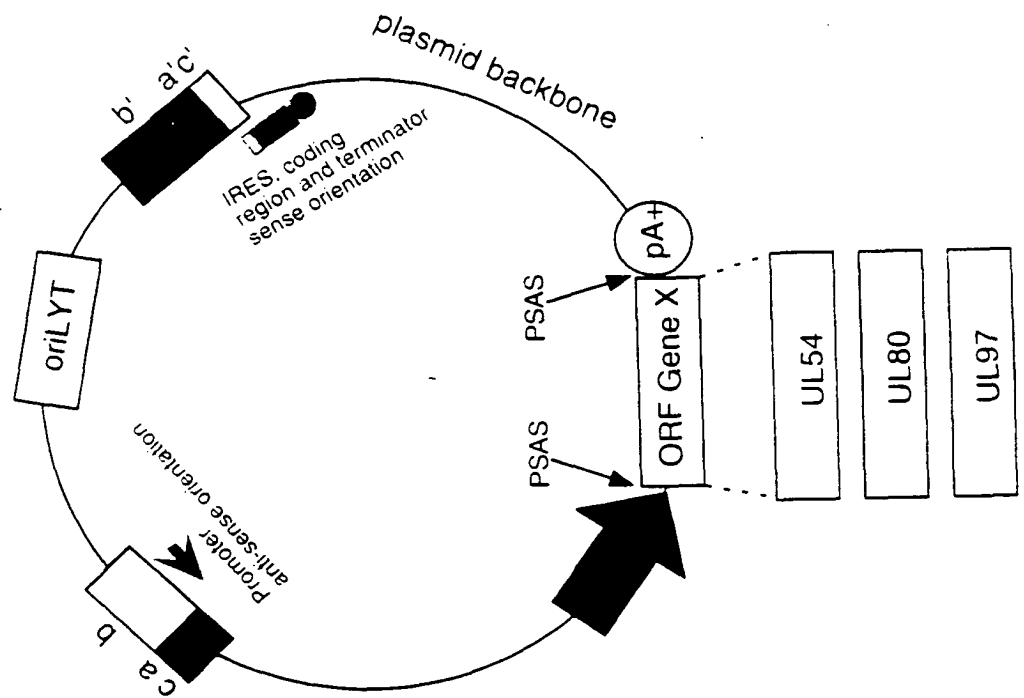 plasmid backbone
b' a'c'
IRES, coding
region and terminator
sense orientation
oriLYT
Promoter
anti-sense orientation
b
c a
PSAS
PSAS
ORF Gene X
pA+
UL54
UL80
UL97